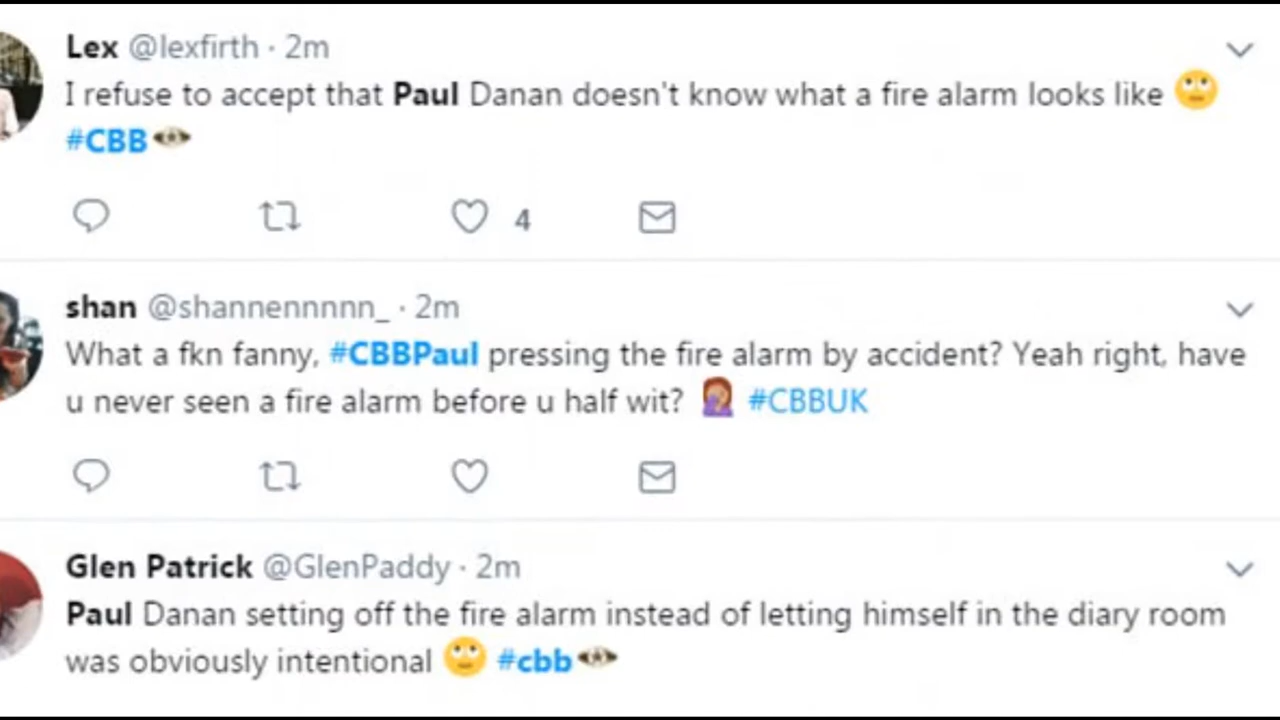 Lex @lexfirth · 2m
I refuse to accept that Paul Danan doesn't know what a fire alarm looks like 🙄
#CBB
4
shan @shannennnnn_ · 2m
What a fkn fanny, #CBBPaul pressing the fire alarm by accident? Yeah right, have
u never seen a fire alarm before u half wit? 🤦 #CBBUK
Glen Patrick @GlenPaddy · 2m
Paul Danan setting off the fire alarm instead of letting himself in the diary room
was obviously intentional 🙄 #cbb